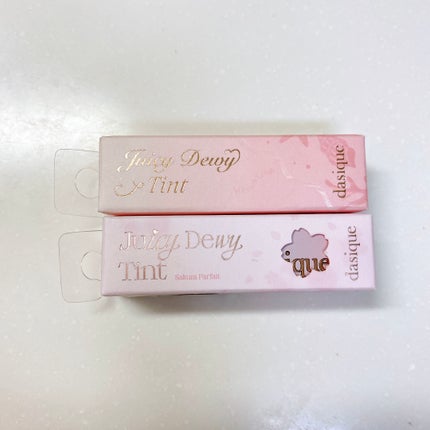 Juicy Dewy
Tint
dasique
Juicy Dewy
Tint Sakura Parfait
que
dasique